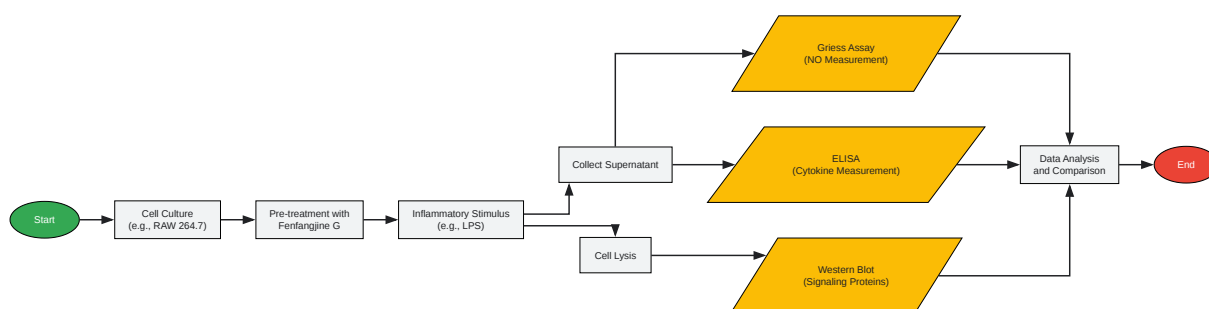 Start
Cell Culture
(e.g., RAW 264.7)
Pre-treatment with
Fenfangjine G
Inflammatory Stimulus
(e.g., LPS)
Collect Supernatant
Cell Lysis
Griess Assay
(NO Measurement)
ELISA
(Cytokine Measurement)
Western Blot
(Signaling Proteins)
Data Analysis
and Comparison
End